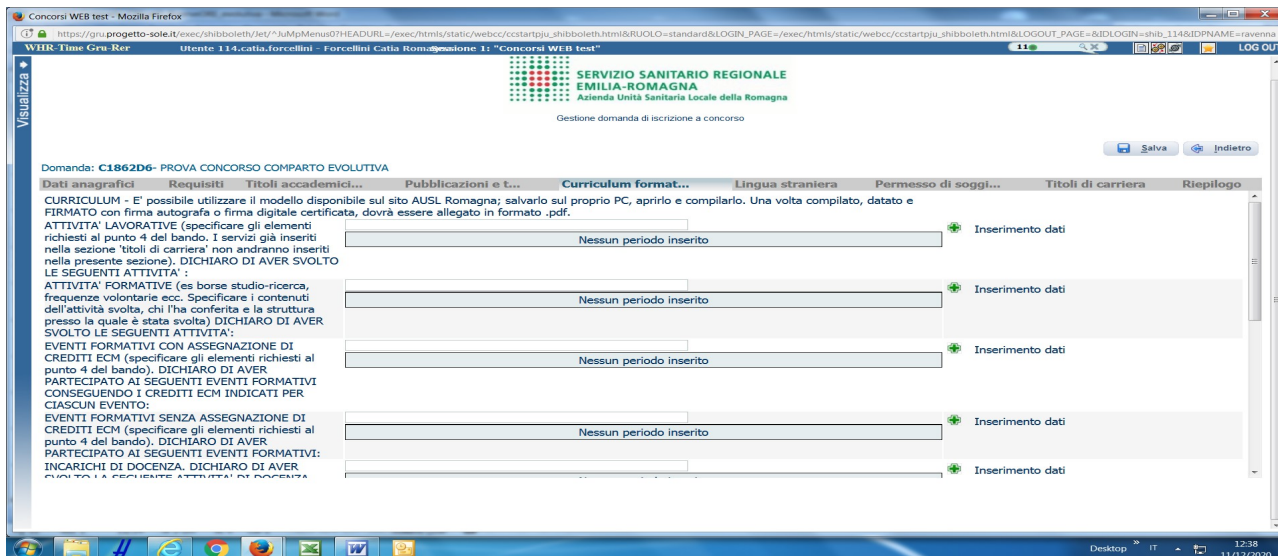 Concorsi WEB test - Mozilla Firefox
https://gru.progetto-sole.it/exec/shibboleth/Jet/^JuMpMenus0?HEADURL=/exec/htmls/static/webcc/ccstartpju_shibboleth.html&RUOLO=standard&LOGIN_PAGE=/exec/htmls/static/webcc/ccstartpju_shibboleth.html&LOGOUT_PAGE=&IDLOGIN=shib_114&IDPNAME=ravenna
WHR-Time Gru-Rer Utente 114.catia.forcellini - Forcellini Catia 1: "Concorsi WEB test" 11 LOG OU
Visualizza
SERVIZIO SANITARIO REGIONALE
EMILIA-ROMAGNA
Azienda Unità Sanitaria Locale della Romagna
Gestione domanda di iscrizione a concorso
Salva Indietro
Domanda: C1862D6- PROVA CONCORSO COMPARTO EVOLUTIVA
Dati anagrafici Requisiti Titoli accademici... Pubblicazioni e t... Curriculum format... Lingua straniera Permesso di soggi... Titoli di carriera Riepilogo
CURRICULUM - E' possibile utilizzare il modello disponibile sul sito AUSL Romagna; salvarlo sul proprio PC, aprirlo e compilarlo. Una volta compilato, datato e
FIRMATO con firma autografa o firma digitale certificata, dovrà essere allegato in formato .pdf.
ATTIVITA' LAVORATIVE (specificare gli elementi
richiesti al punto 4 del bando. I servizi già inseriti
nella sezione 'titoli di carriera' non andranno inseriti
nella presente sezione). DICHIARO DI AVER SVOLTO
LE SEGUENTI ATTIVITA' :
Nessun periodo inserito
Inserimento dati
ATTIVITA' FORMATIVE (es borse studio-ricerca,
frequenze volontarie ecc. Specificare i contenuti
dell'attività svolta, chi l'ha conferita e la struttura
presso la quale è stata svolta) DICHIARO DI AVER
SVOLTO LE SEGUENTI ATTIVITA':
Nessun periodo inserito
Inserimento dati
EVENTI FORMATIVI CON ASSEGNAZIONE DI
CREDITI ECM (specificare gli elementi richiesti al
punto 4 del bando). DICHIARO DI AVER
PARTECIPATO AI SEGUENTI EVENTI FORMATIVI
CONSEGUENDO I CREDITI ECM INDICATI PER
CIASCUN EVENTO:
Nessun periodo inserito
Inserimento dati
EVENTI FORMATIVI SENZA ASSEGNAZIONE DI
CREDITI ECM (specificare gli elementi richiesti al
punto 4 del bando). DICHIARO DI AVER
PARTECIPATO AI SEGUENTI EVENTI FORMATIVI:
Nessun periodo inserito
Inserimento dati
INCARICHI DI DOCENZA. DICHIARO DI AVER
SVOLTO LA SEGUENTE ATTIVITA' DI DOCENZA
Inserimento dati
Desktop » IT 12:38
11/12/2020